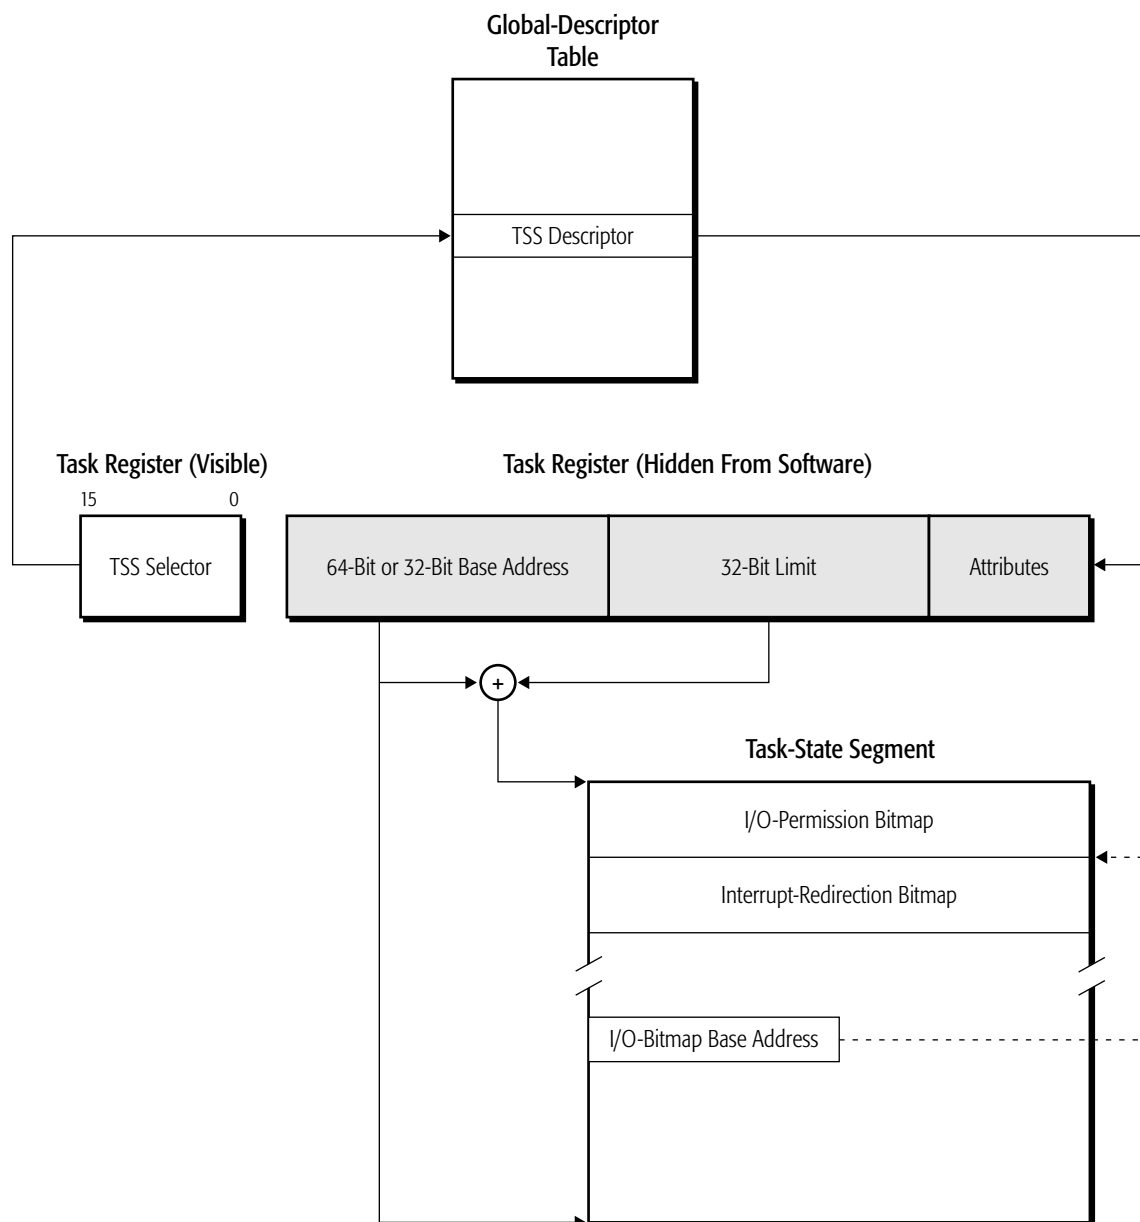 Global-Descriptor
Table
TSS Descriptor
Task Register (Visible)
Task Register (Hidden From Software)
15
0
TSS Selector
64-Bit or 32-Bit Base Address
32-Bit Limit
Attributes
+
Task-State Segment
I/O-Permission Bitmap
Interrupt-Redirection Bitmap
I/O-Bitmap Base Address